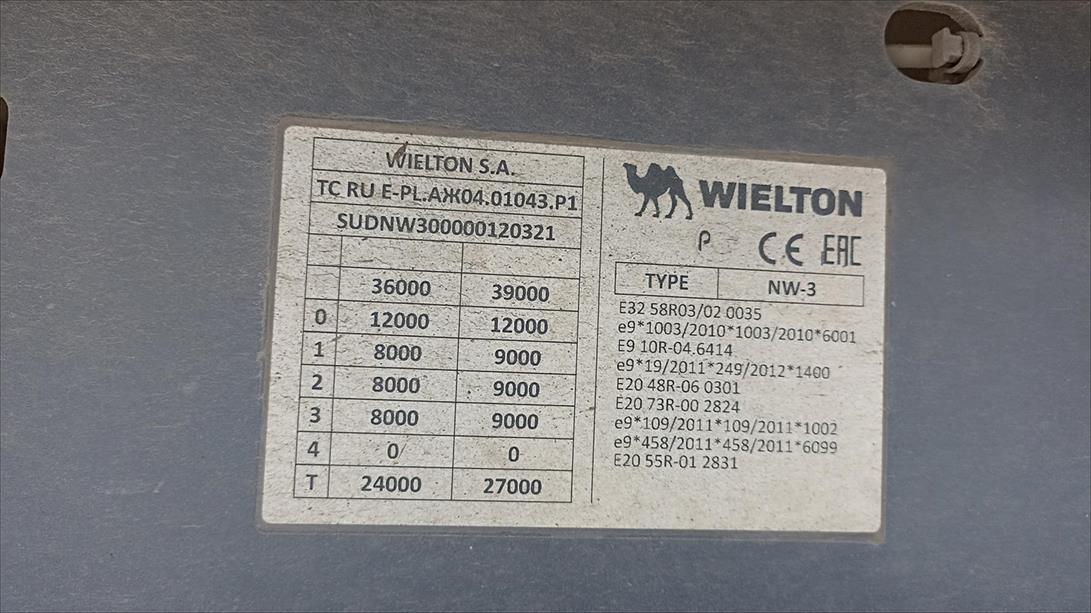 WIELTON S.A.
TC RU E-PL.АЖ04.01043.P1
SUDNW300000120321
36000 39000
0 12000 12000
1 8000 9000
2 8000 9000
3 8000 9000
4 0 0
T 24000 27000
WIELTON
P CE EAC
TYPE NW-3
E32 58R03/02 0035
e9*1003/2010*1003/2010*6001
E9 10R-04.6414
e9*19/2011*249/2012*1400
E20 48R-06 0301
E20 73R-00 2824
e9*109/2011*109/2011*1002
e9*458/2011*458/2011*6099
E20 55R-01 2831